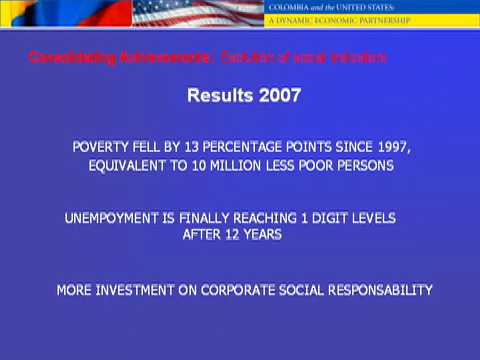 COLOMBIA and the UNITED STATES:
A DYNAMIC ECONOMIC PARTNERSHIP
Consolidating Achievements: Evolution of social indicators
Results 2007
POVERTY FELL BY 13 PERCENTAGE POINTS SINCE 1997,
EQUIVALENT TO 10 MILLION LESS POOR PERSONS
UNEMPOYMENT IS FINALLY REACHING 1 DIGIT LEVELS
AFTER 12 YEARS
MORE INVESTMENT ON CORPORATE SOCIAL RESPONSABILITY